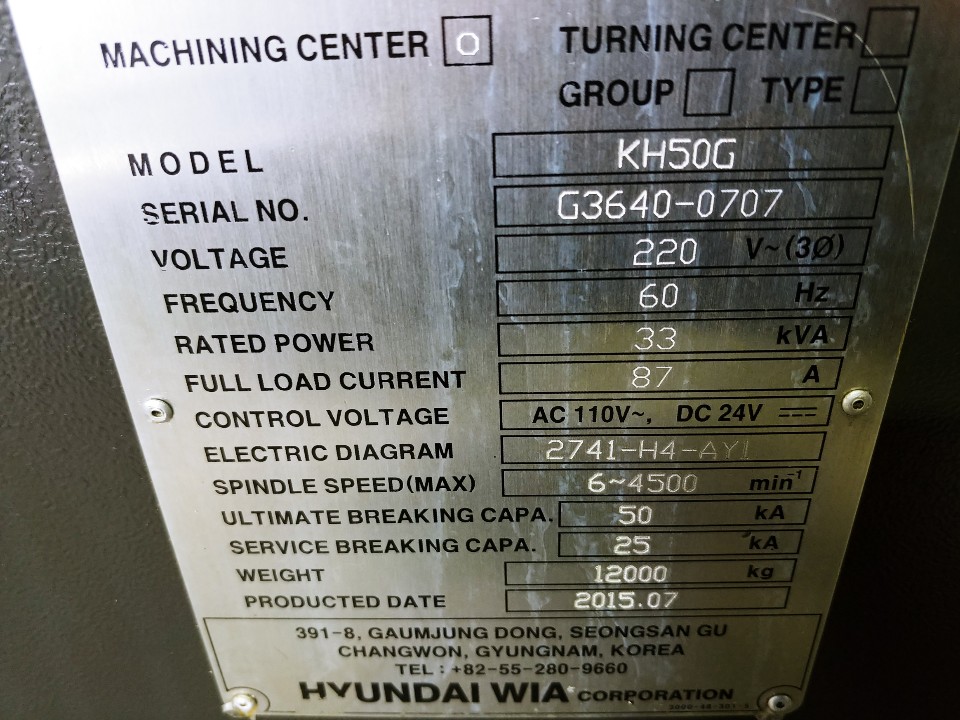 MACHINING CENTER O TURNING CENTER
GROUP TYPE
MODEL KH50G
SERIAL NO. G3640-0707
VOLTAGE 220 V~(3Ø)
FREQUENCY 60 Hz
RATED POWER 33 kVA
FULL LOAD CURRENT 87 A
CONTROL VOLTAGE AC 110V~, DC 24V ⎓
ELECTRIC DIAGRAM 2741-H4-AY1
SPINDLE SPEED(MAX) 6~4500 min⁻¹
ULTIMATE BREAKING CAPA. 50 kA
SERVICE BREAKING CAPA. 25 kA
WEIGHT 12000 kg
PRODUCTED DATE 2015.07
391-8, GAUMJUNG DONG, SEONGSAN GU
CHANGWON, GYUNGNAM, KOREA
TEL : +82-55-280-9660
HYUNDAI WIA CORPORATION